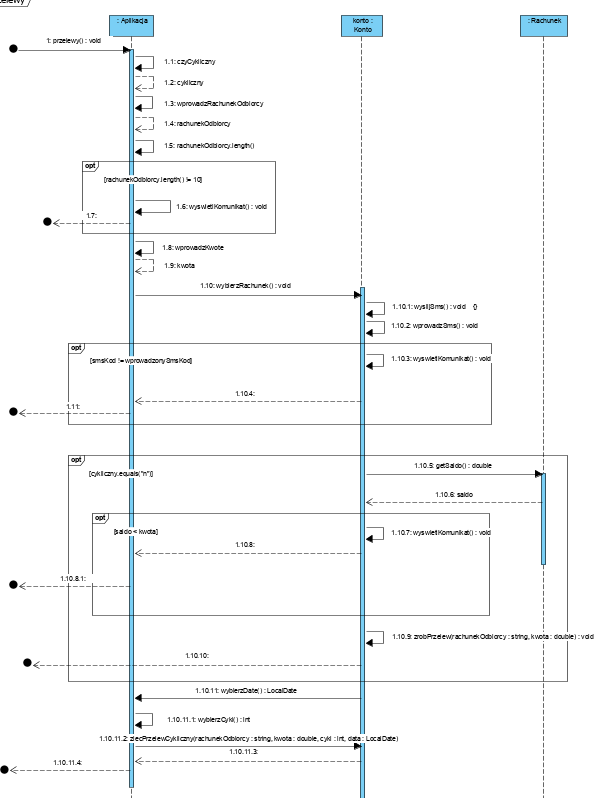 : Aplikacja
konto :
Konto
: Rachunek
1: przelewy() : void
1.1: czyCykliczny
1.2: cykliczny
1.3: wprowadzRachunekOdbiorcy
1.4: rachunekOdbiorcy
1.5: rachunekOdbiorcy.length()
opt
[rachunekOdbiorcy.length() != 10]
1.6: wyswietlKomunikat() : void
1.7:
1.8: wprowadzKwote
1.9: kwota
1.10: wybierzRachunek() : void
1.10.1: wyslijSms() : void {}
1.10.2: wprowadzSms() : void
opt
[smsKod != wprowadzonySmsKod]
1.10.3: wyswietlKomunikat() : void
1.10.4:
1.11:
opt
[cykliczny.equals("n")]
1.10.5: getSaldo() : double
1.10.6: saldo
opt
[saldo < kwota]
1.10.7: wyswietlKomunikat() : void
1.10.8:
1.10.8.1:
1.10.9: zrobPrzelew(rachunekOdbiorcy : string, kwota : double) : void
1.10.10:
1.10.11: wybierzDate() : LocalDate
1.10.11.1: wybierzCykl() : int
1.10.11.2: zlecPrzelewCykliczny(rachunekOdbiorcy : string, kwota : double, cykl : int, data : LocalDate)
1.10.11.3:
1.10.11.4: